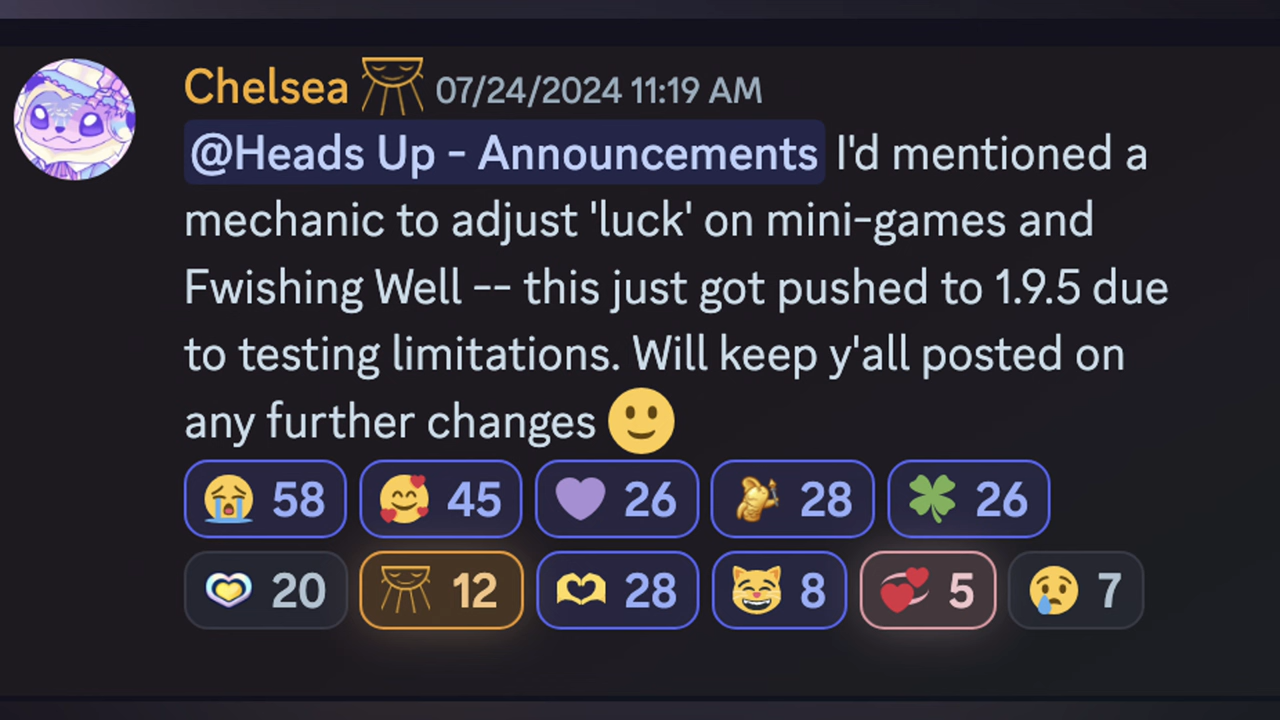 Chelsea 07/24/2024 11:19 AM
@Heads Up - Announcements I'd mentioned a
mechanic to adjust 'luck' on mini-games and
Fwishing Well -- this just got pushed to 1.9.5 due
to testing limitations. Will keep y'all posted on
any further changes 🙂
😭 58 🥰 45 💜 26 28 🍀 26
20 12 🫶 28 😸 8 💞 5 😢 7